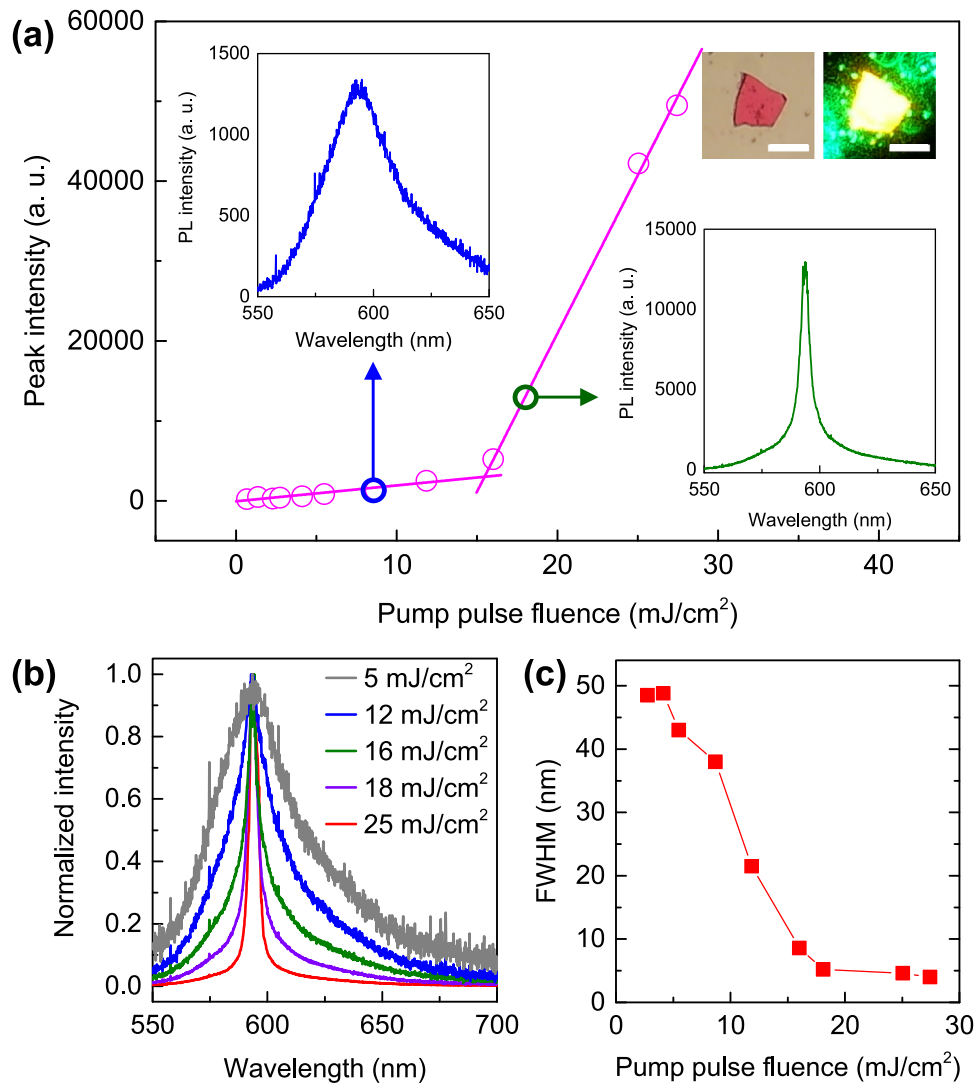 (a)
Peak intensity (a. u.)
60000
40000
20000
0
0 10 20 30 40
Pump pulse fluence (mJ/cm²)
PL intensity (a. u.)
1500
1000
500
0
550 600 650
Wavelength (nm)
PL intensity (a. u.)
15000
10000
5000
0
550 600 650
Wavelength (nm)
(b)
Normalized intensity
1.0
0.8
0.6
0.4
0.2
0.0
550 600 650 700
Wavelength (nm)
5 mJ/cm²
12 mJ/cm²
16 mJ/cm²
18 mJ/cm²
25 mJ/cm²
(c)
FWHM (nm)
50
40
30
20
10
0
0 10 20 30
Pump pulse fluence (mJ/cm²)